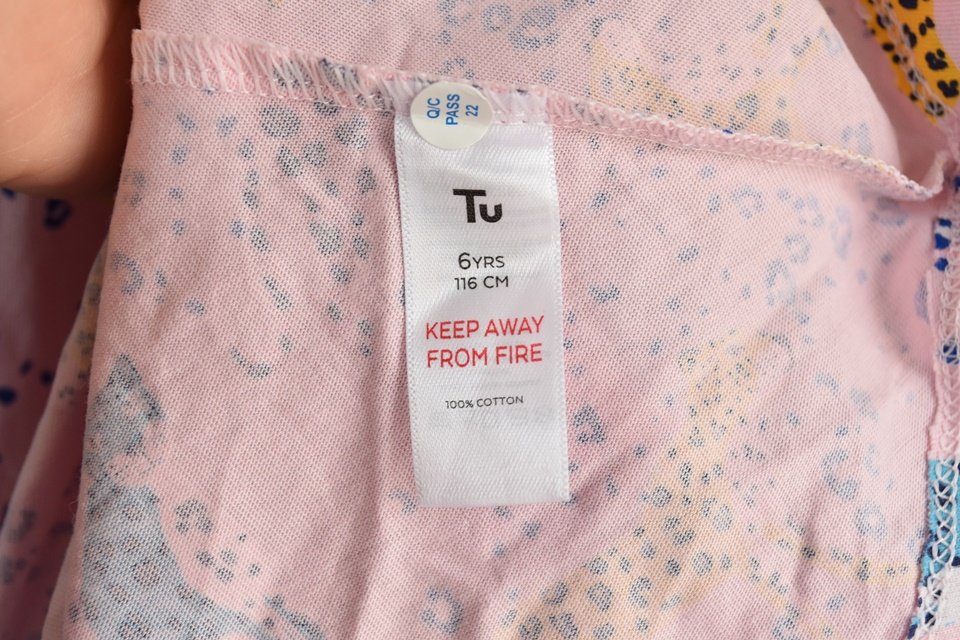 Q/C
PASS
22
Tu
6YRS
116 CM
KEEP AWAY
FROM FIRE
100% COTTON